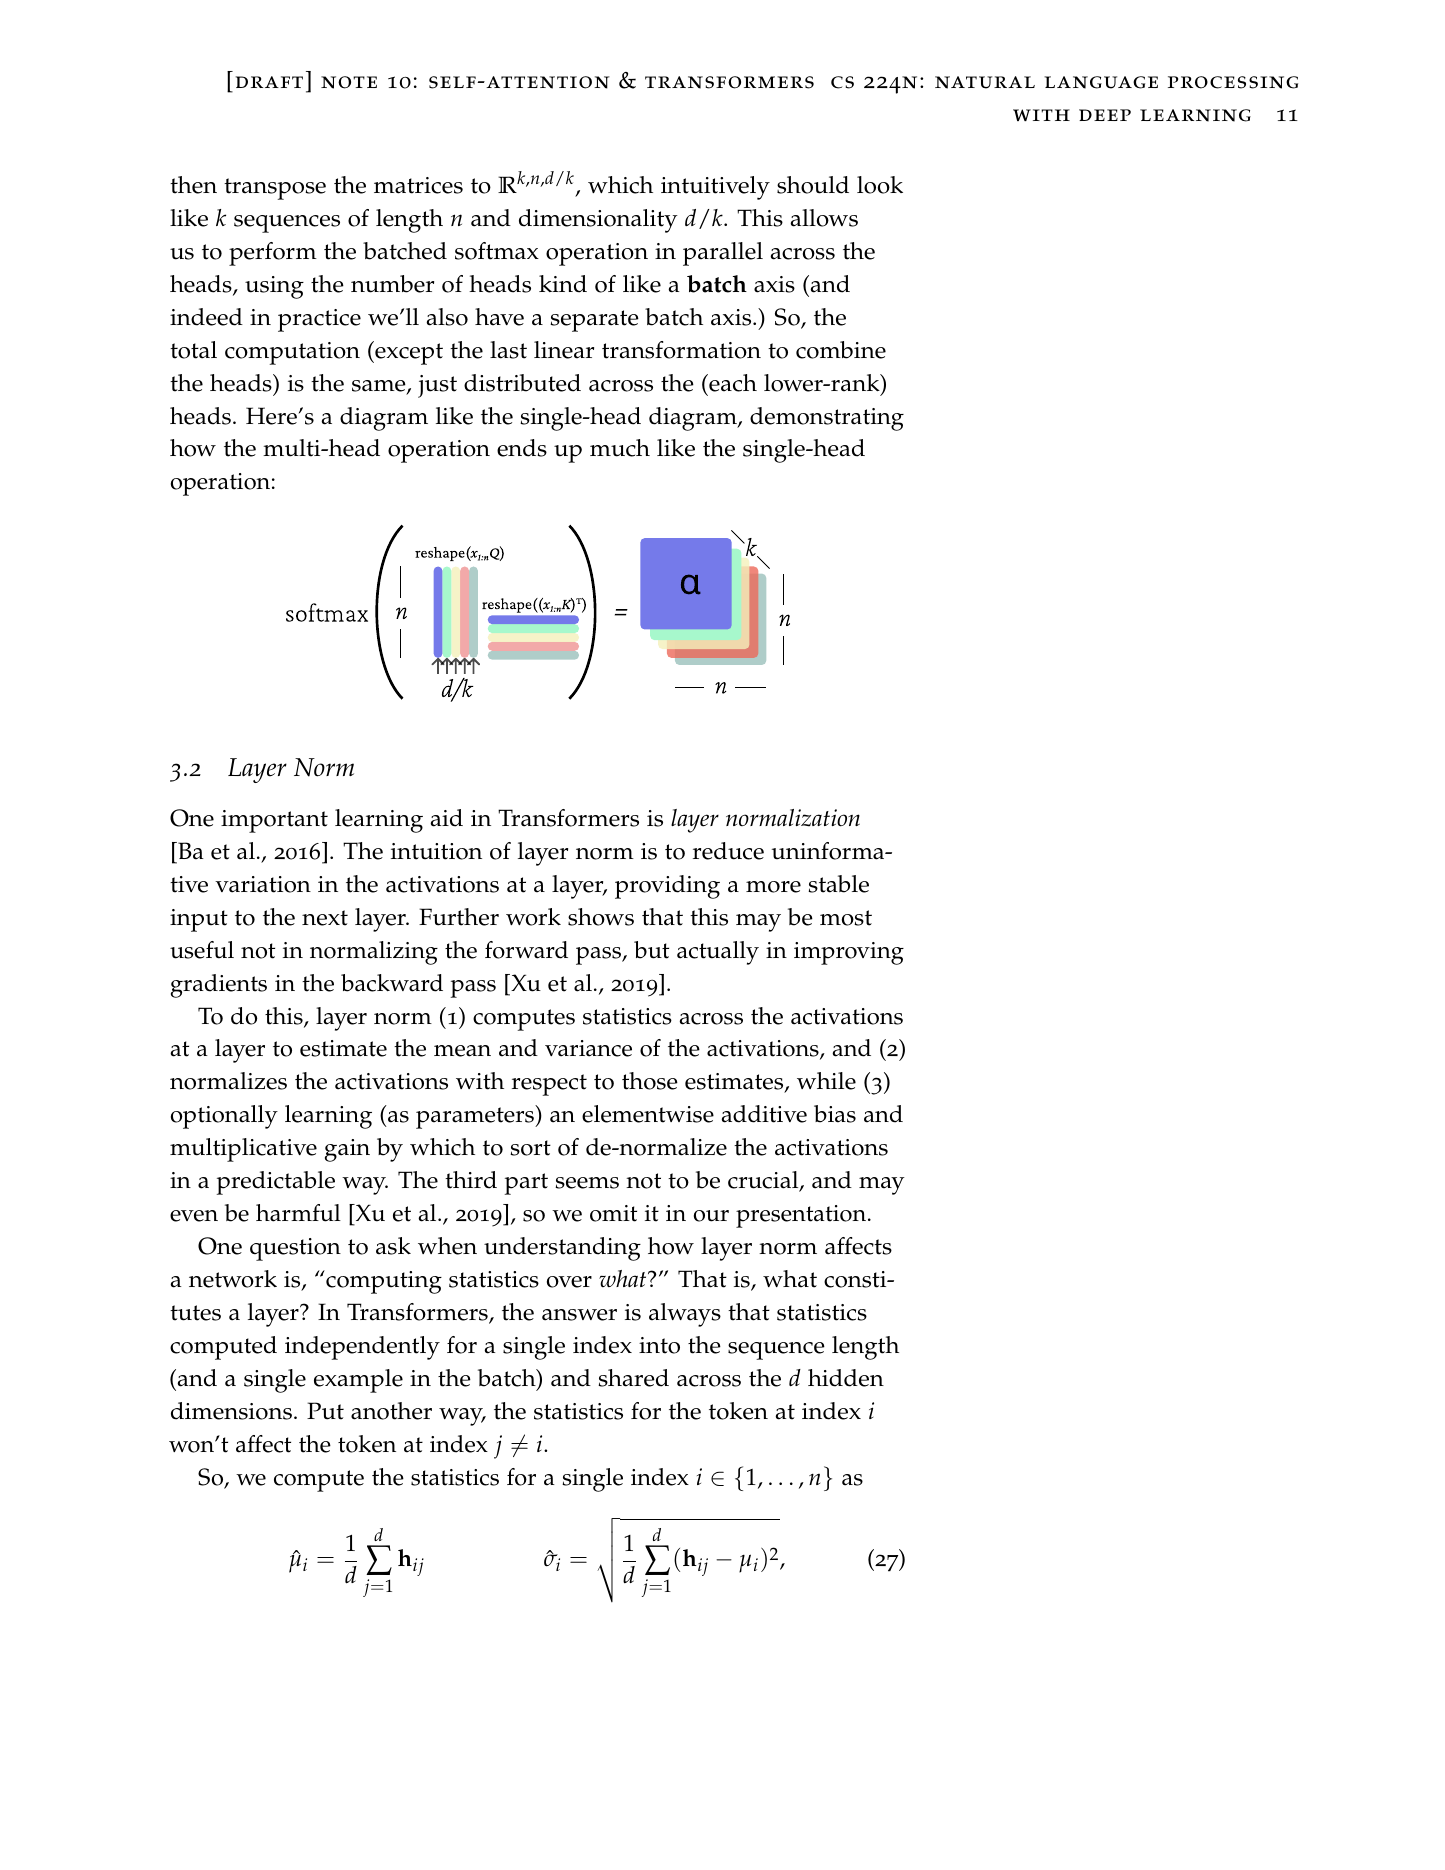 [DRAFT] NOTE 10: SELF-ATTENTION & TRANSFORMERS CS 224N: NATURAL LANGUAGE PROCESSING
WITH DEEP LEARNING 11
then transpose the matrices to ℝ^{k,n,d/k}, which intuitively should look
like k sequences of length n and dimensionality d/k. This allows
us to perform the batched softmax operation in parallel across the
heads, using the number of heads kind of like a batch axis (and
indeed in practice we'll also have a separate batch axis.) So, the
total computation (except the last linear transformation to combine
the heads) is the same, just distributed across the (each lower-rank)
heads. Here's a diagram like the single-head diagram, demonstrating
how the multi-head operation ends up much like the single-head
operation:
reshape(x_{1:n}Q)
reshape((x_{1:n}K)^T)
softmax
n
d/k
=
α
k
n
n
3.2 Layer Norm
One important learning aid in Transformers is layer normalization
[Ba et al., 2016]. The intuition of layer norm is to reduce uninforma-
tive variation in the activations at a layer, providing a more stable
input to the next layer. Further work shows that this may be most
useful not in normalizing the forward pass, but actually in improving
gradients in the backward pass [Xu et al., 2019].
To do this, layer norm (1) computes statistics across the activations
at a layer to estimate the mean and variance of the activations, and (2)
normalizes the activations with respect to those estimates, while (3)
optionally learning (as parameters) an elementwise additive bias and
multiplicative gain by which to sort of de-normalize the activations
in a predictable way. The third part seems not to be crucial, and may
even be harmful [Xu et al., 2019], so we omit it in our presentation.
One question to ask when understanding how layer norm affects
a network is, “computing statistics over what?” That is, what consti-
tutes a layer? In Transformers, the answer is always that statistics
computed independently for a single index into the sequence length
(and a single example in the batch) and shared across the d hidden
dimensions. Put another way, the statistics for the token at index i
won't affect the token at index j ≠ i.
So, we compute the statistics for a single index i ∈ {1, . . . , n} as
μ̂_i = 1/d ∑_{j=1}^{d} h_{ij} σ̂_i = √(1/d ∑_{j=1}^{d} (h_{ij} − μ_i)², (27)